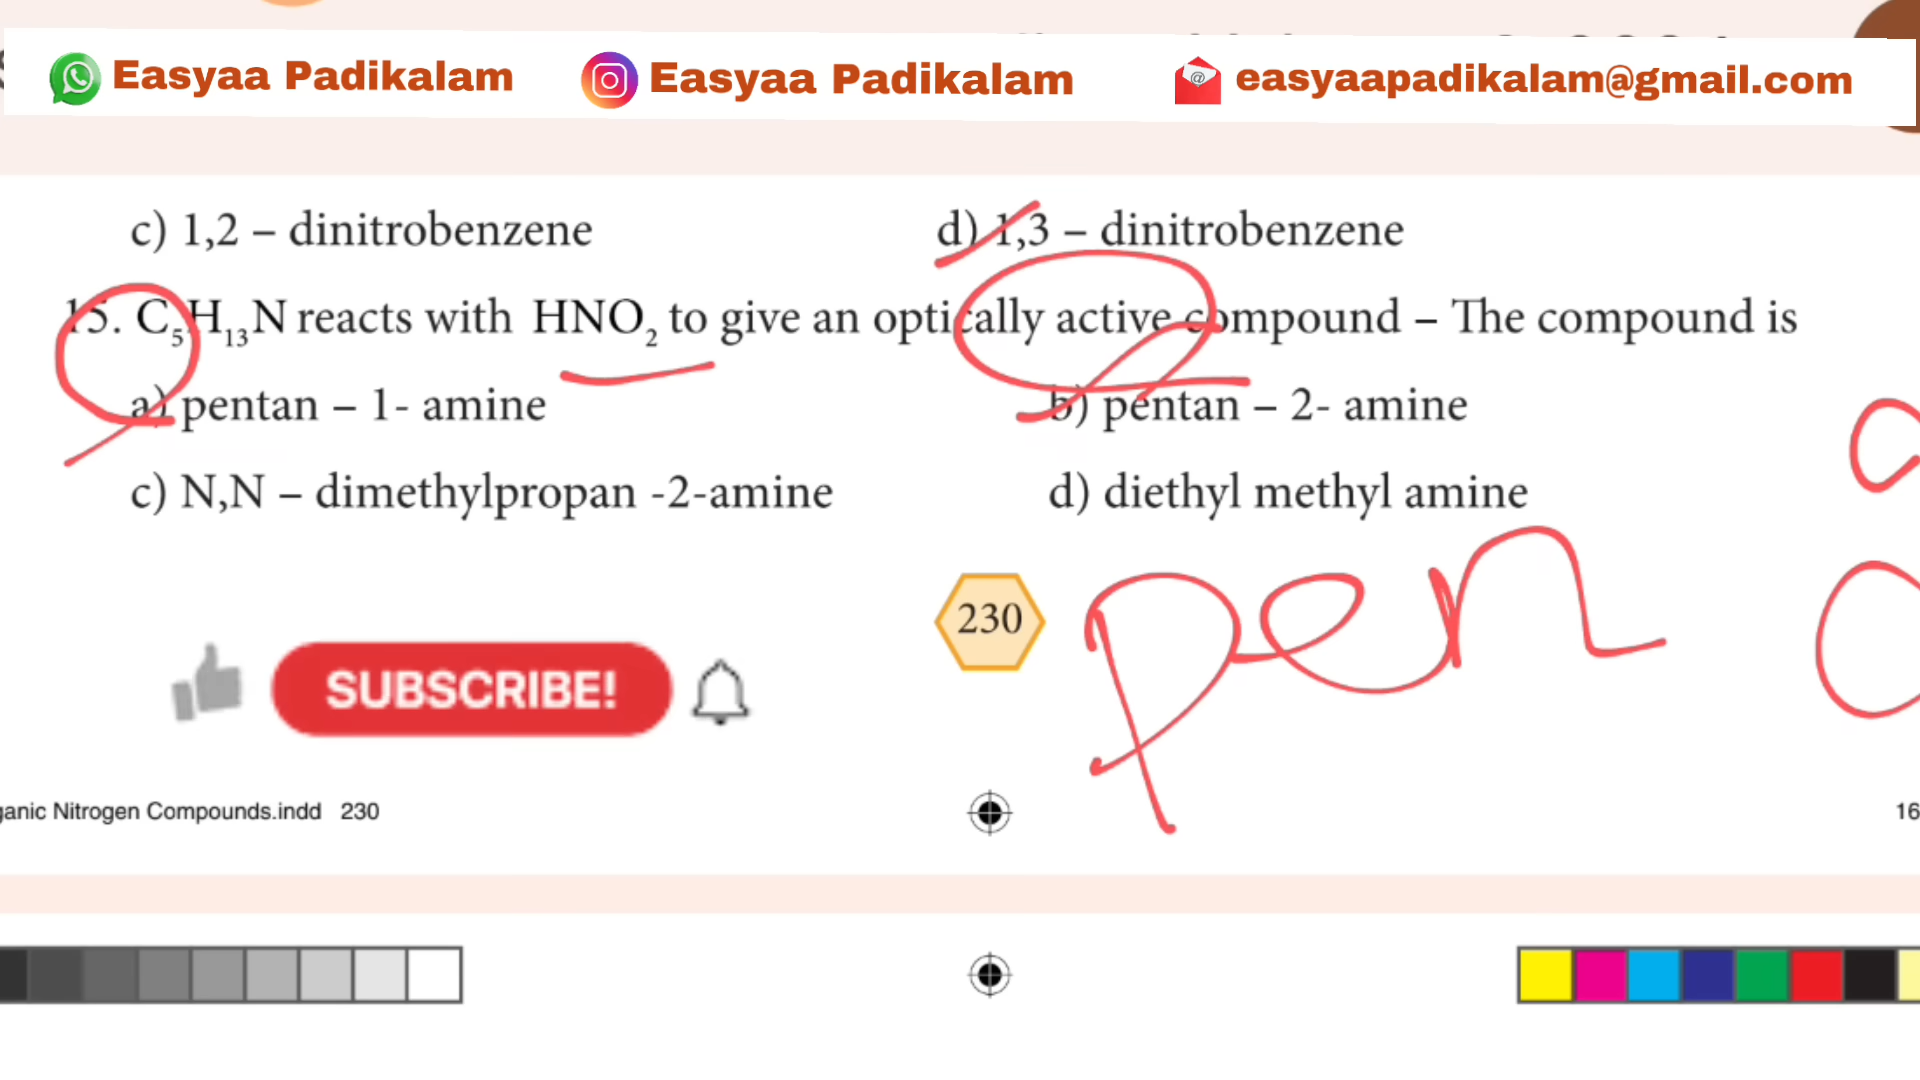 Easyaa Padikalam Easyaa Padikalam easyaapadikalam@gmail.com
c) 1,2 – dinitrobenzene d) 1,3 – dinitrobenzene
15. C₅H₁₃N reacts with HNO₂ to give an optically active compound – The compound is
a) pentan – 1- amine b) pentan – 2- amine
c) N,N – dimethylpropan -2-amine d) diethyl methyl amine
230
pen
SUBSCRIBE!
ganic Nitrogen Compounds.indd 230
16